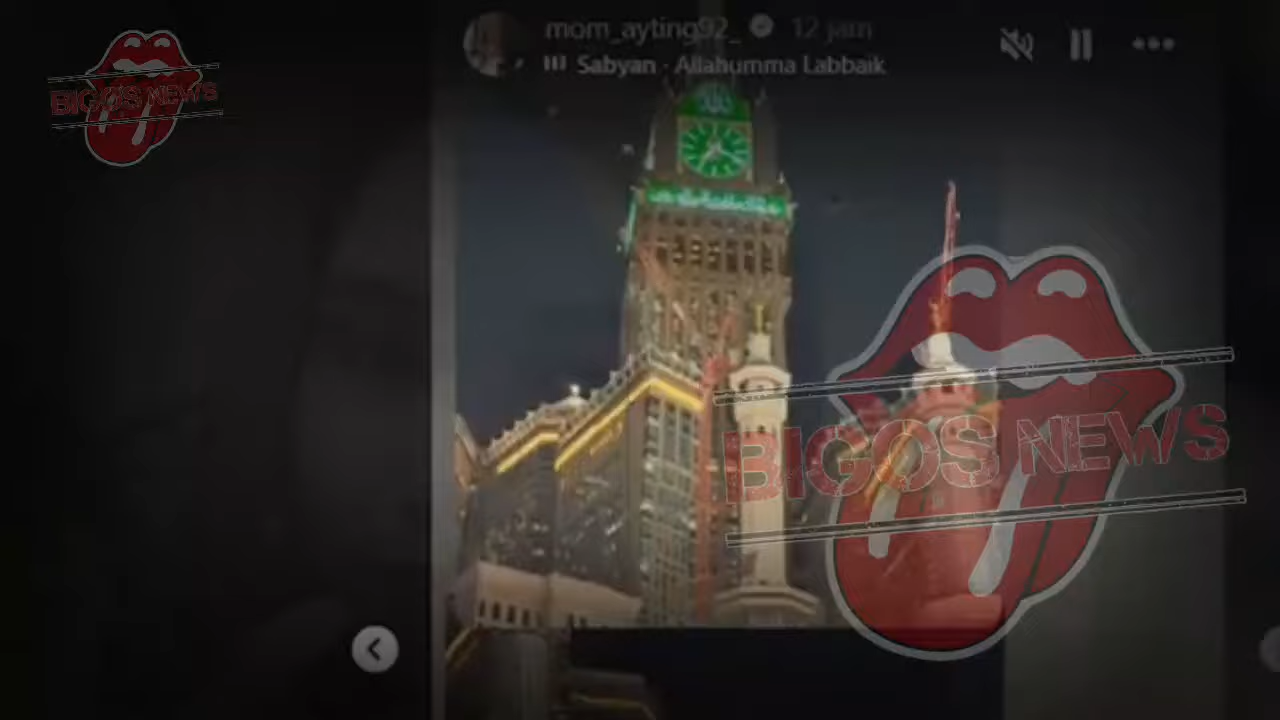 mom_ayting92_ 12 jam
Sabyan · Allahumma Labbaik
BIGOS NEWS
BIGOS NEWS